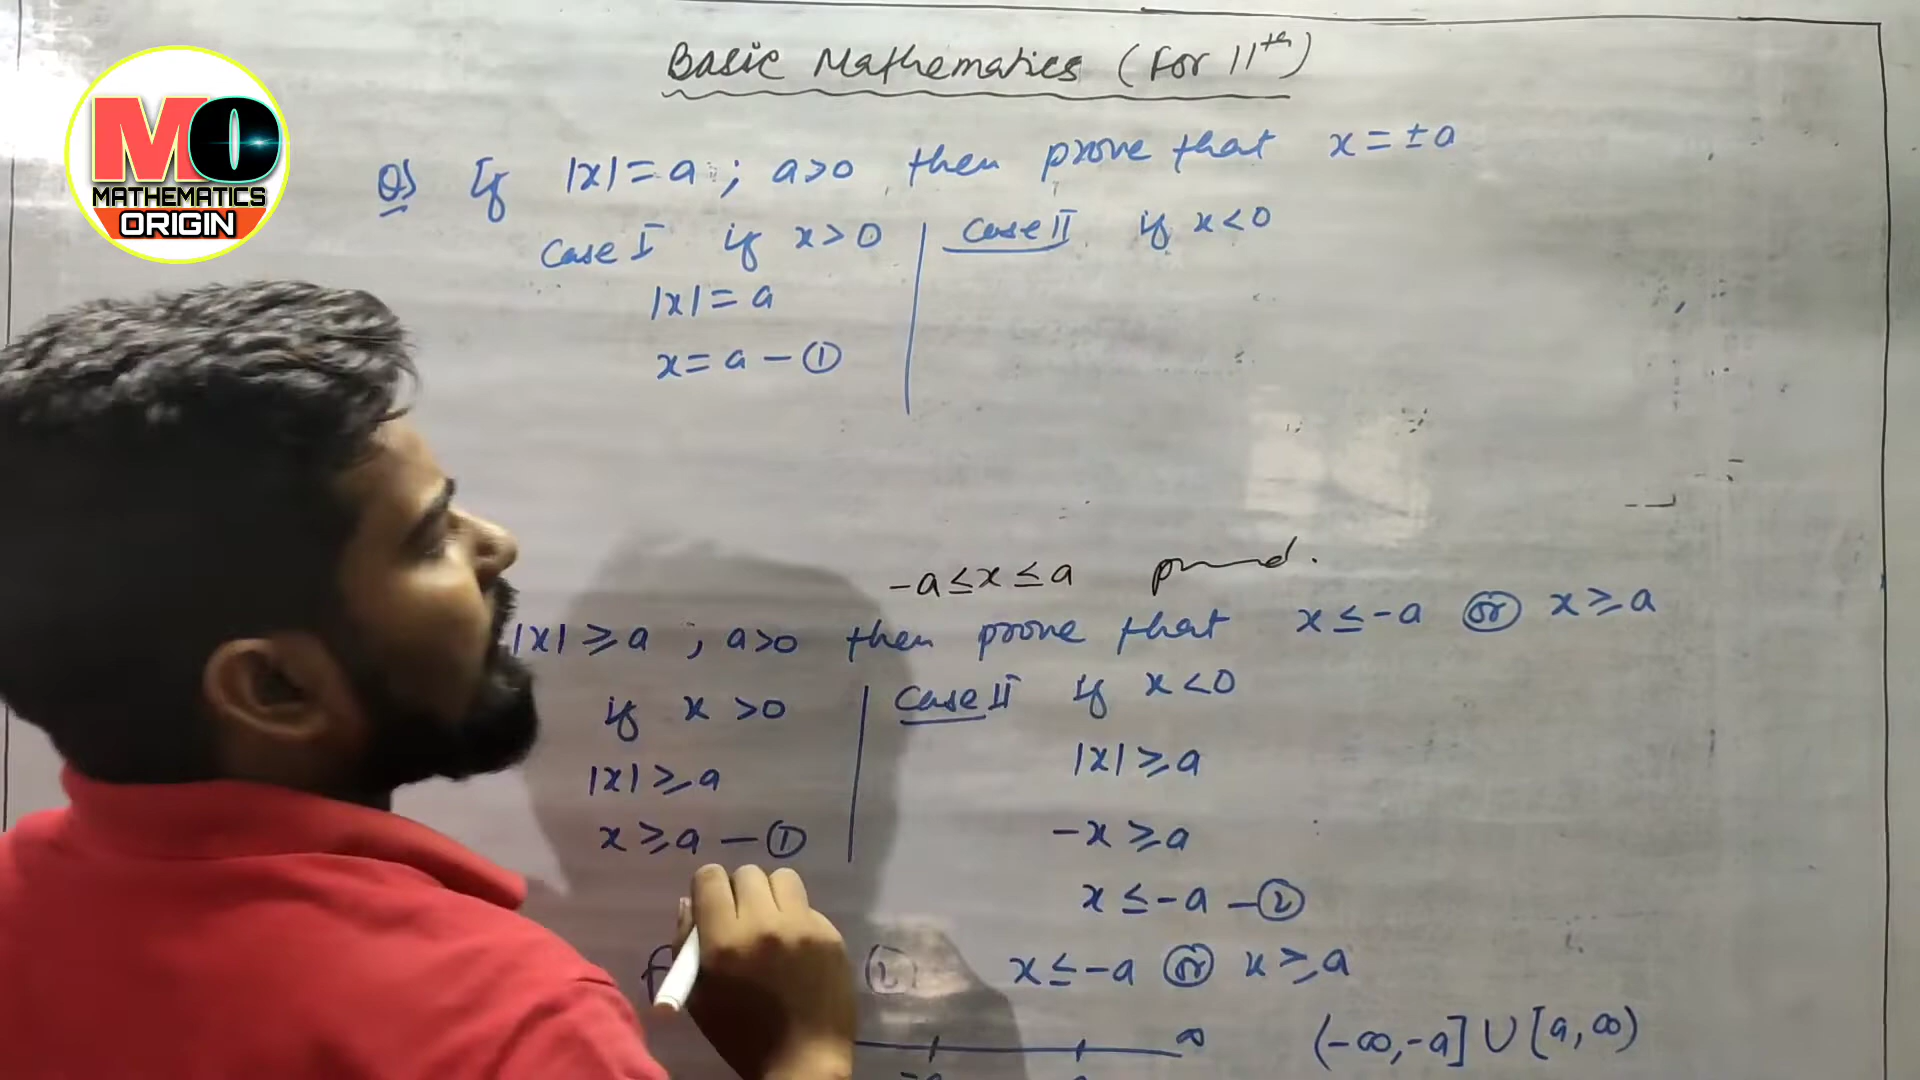 MO
MATHEMATICS
ORIGIN
Basic Mathematics (For 11th)
Q) If |x| = a ; a>0 then prove that x = ±a
Case I if x>0
|x| = a
x = a – ①
Case II if x<0
-a ≤ x ≤ a proved.
|x| ≥ a ; a>0 then prove that x ≤ -a or x ≥ a
if x >0
|x| ≥ a
x ≥ a – ①
Case II if x<0
|x| ≥ a
-x ≥ a
x ≤ -a – ②
x ≤ -a or x ≥ a
∞
(-∞, -a] ∪ [a, ∞)